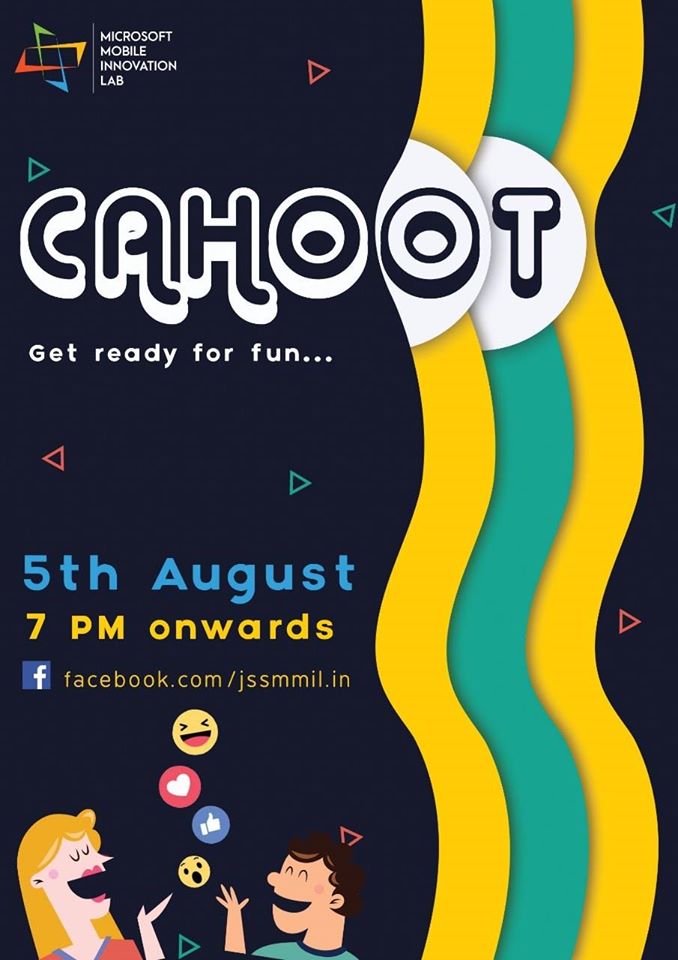 MICROSOFT
MOBILE
INNOVATION
LAB
CAHOOT
Get ready for fun...
5th August
7 PM onwards
f facebook.com/jssmmil.in